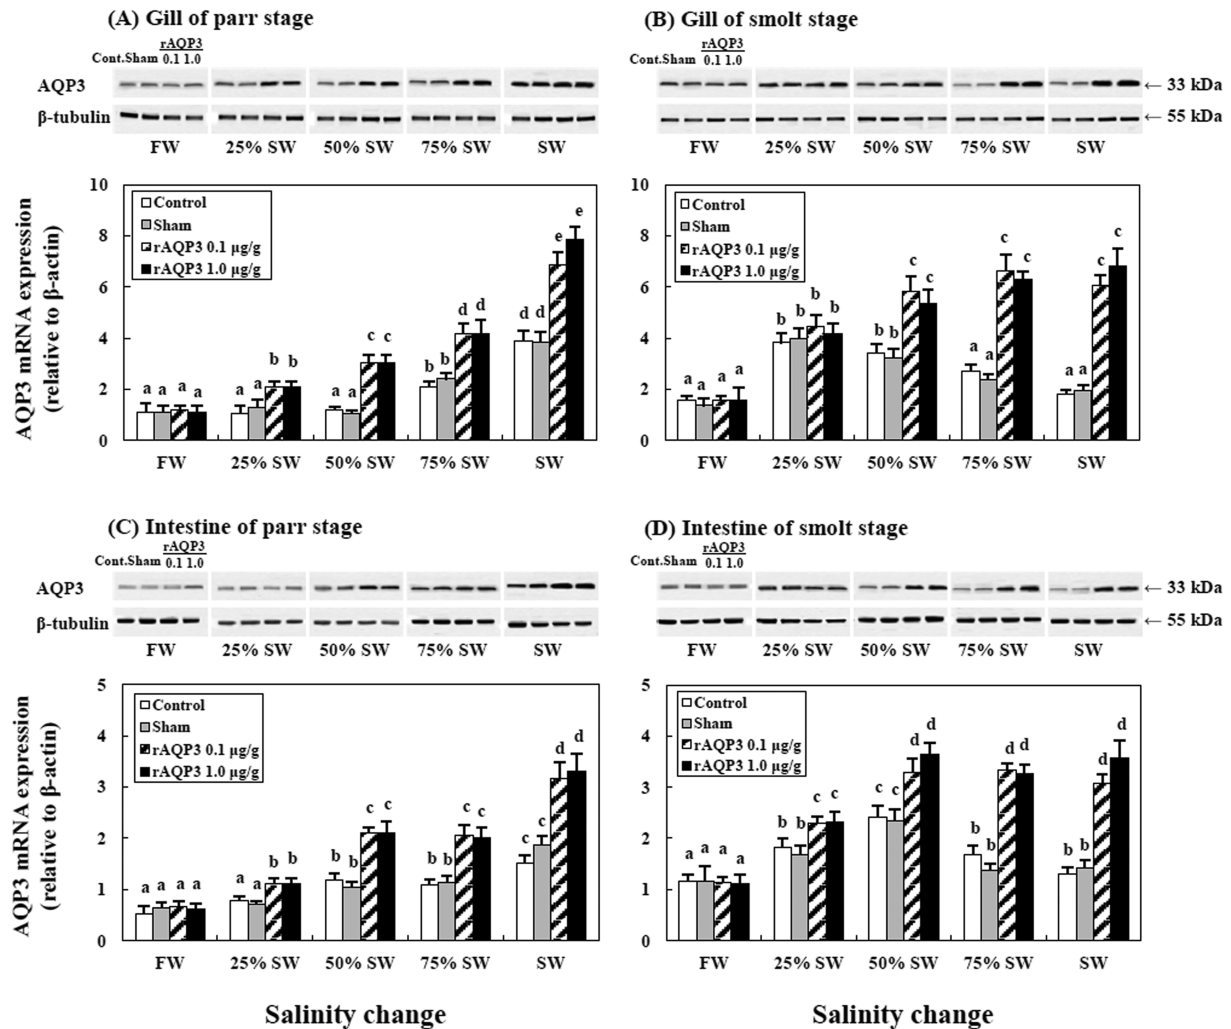 (A) Gill of parr stage
rAQP3
Cont.Sham 0.1 1.0
AQP3
β-tubulin
FW 25% SW 50% SW 75% SW SW
10
8
6
4
2
0
AQP3 mRNA expression
(relative to β-actin)
Control
Sham
rAQP3 0.1 µg/g
rAQP3 1.0 µg/g
a a a a a a b b a a c c b b d d d d e e
FW 25% SW 50% SW 75% SW SW
(B) Gill of smolt stage
rAQP3
Cont.Sham 0.1 1.0
← 33 kDa
← 55 kDa
FW 25% SW 50% SW 75% SW SW
10
8
6
4
2
0
Control
Sham
rAQP3 0.1 µg/g
rAQP3 1.0 µg/g
a a a a b b b b b b c c a a c c a a c c
FW 25% SW 50% SW 75% SW SW
(C) Intestine of parr stage
rAQP3
Cont.Sham 0.1 1.0
AQP3
β-tubulin
FW 25% SW 50% SW 75% SW SW
5
4
3
2
1
0
AQP3 mRNA expression
(relative to β-actin)
Control
Sham
rAQP3 0.1 µg/g
rAQP3 1.0 µg/g
a a a a a a b b b b c c b b c c c c d d
FW 25% SW 50% SW 75% SW SW
Salinity change
(D) Intestine of smolt stage
rAQP3
Cont.Sham 0.1 1.0
← 33 kDa
← 55 kDa
FW 25% SW 50% SW 75% SW SW
5
4
3
2
1
0
Control
Sham
rAQP3 0.1 µg/g
rAQP3 1.0 µg/g
a a a a b b c c c c d d b b d d b b d d
FW 25% SW 50% SW 75% SW SW
Salinity change